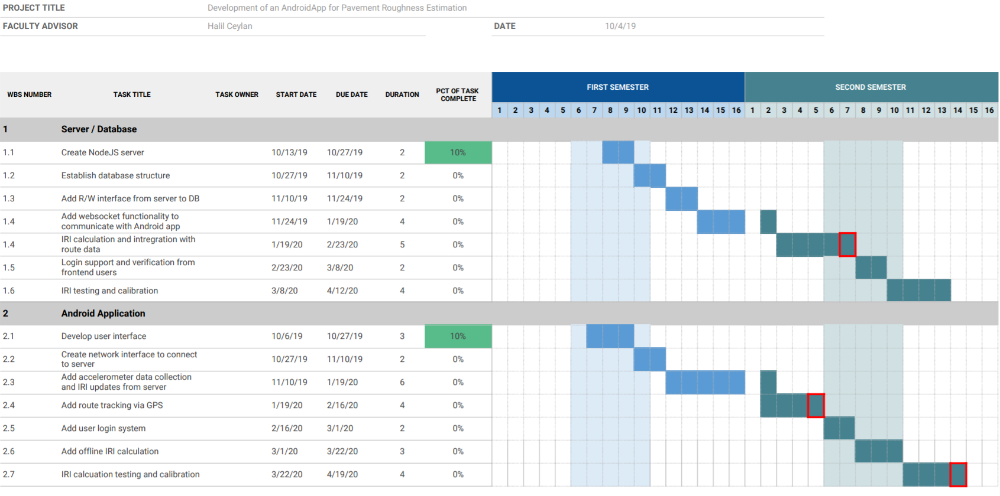 PROJECT TITLE Development of an AndroidApp for Pavement Roughness Estimation
FACULTY ADVISOR Halil Ceylan DATE 10/4/19
WBS NUMBER TASK TITLE TASK OWNER START DATE DUE DATE DURATION PCT OF TASK COMPLETE FIRST SEMESTER SECOND SEMESTER
1 2 3 4 5 6 7 8 9 10 11 12 13 14 15 16 1 2 3 4 5 6 7 8 9 10 11 12 13 14 15 16
1 Server / Database
1.1 Create NodeJS server 10/13/19 10/27/19 2 10%
1.2 Establish database structure 10/27/19 11/10/19 2 0%
1.3 Add R/W interface from server to DB 11/10/19 11/24/19 2 0%
1.4 Add websocket functionality to communicate with Android app 11/24/19 1/19/20 4 0%
1.4 IRI calculation and intregration with route data 1/19/20 2/23/20 5 0%
1.5 Login support and verification from frontend users 2/23/20 3/8/20 2 0%
1.6 IRI testing and calibration 3/8/20 4/12/20 4 0%
2 Android Application
2.1 Develop user interface 10/6/19 10/27/19 3 10%
2.2 Create network interface to connect to server 10/27/19 11/10/19 2 0%
2.3 Add accelerometer data collection and IRI updates from server 11/10/19 1/19/20 6 0%
2.4 Add route tracking via GPS 1/19/20 2/16/20 4 0%
2.5 Add user login system 2/16/20 3/1/20 2 0%
2.6 Add offline IRI calculation 3/1/20 3/22/20 3 0%
2.7 IRI calcuation testing and calibration 3/22/20 4/19/20 4 0%